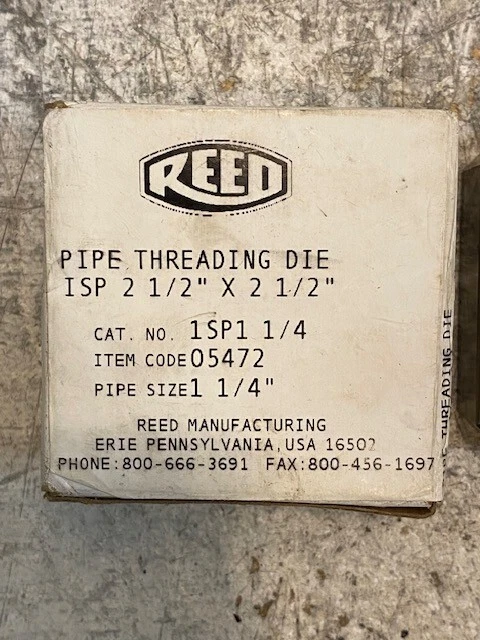 REED
PIPE THREADING DIE
ISP 2 1/2" X 2 1/2"
CAT. NO. 1SP1 1/4
ITEM CODE 05472
PIPE SIZE 1 1/4"
REED MANUFACTURING
ERIE PENNSYLVANIA, USA 16502
PHONE:800-666-3691 FAX:800-456-1697
THREADING DIE